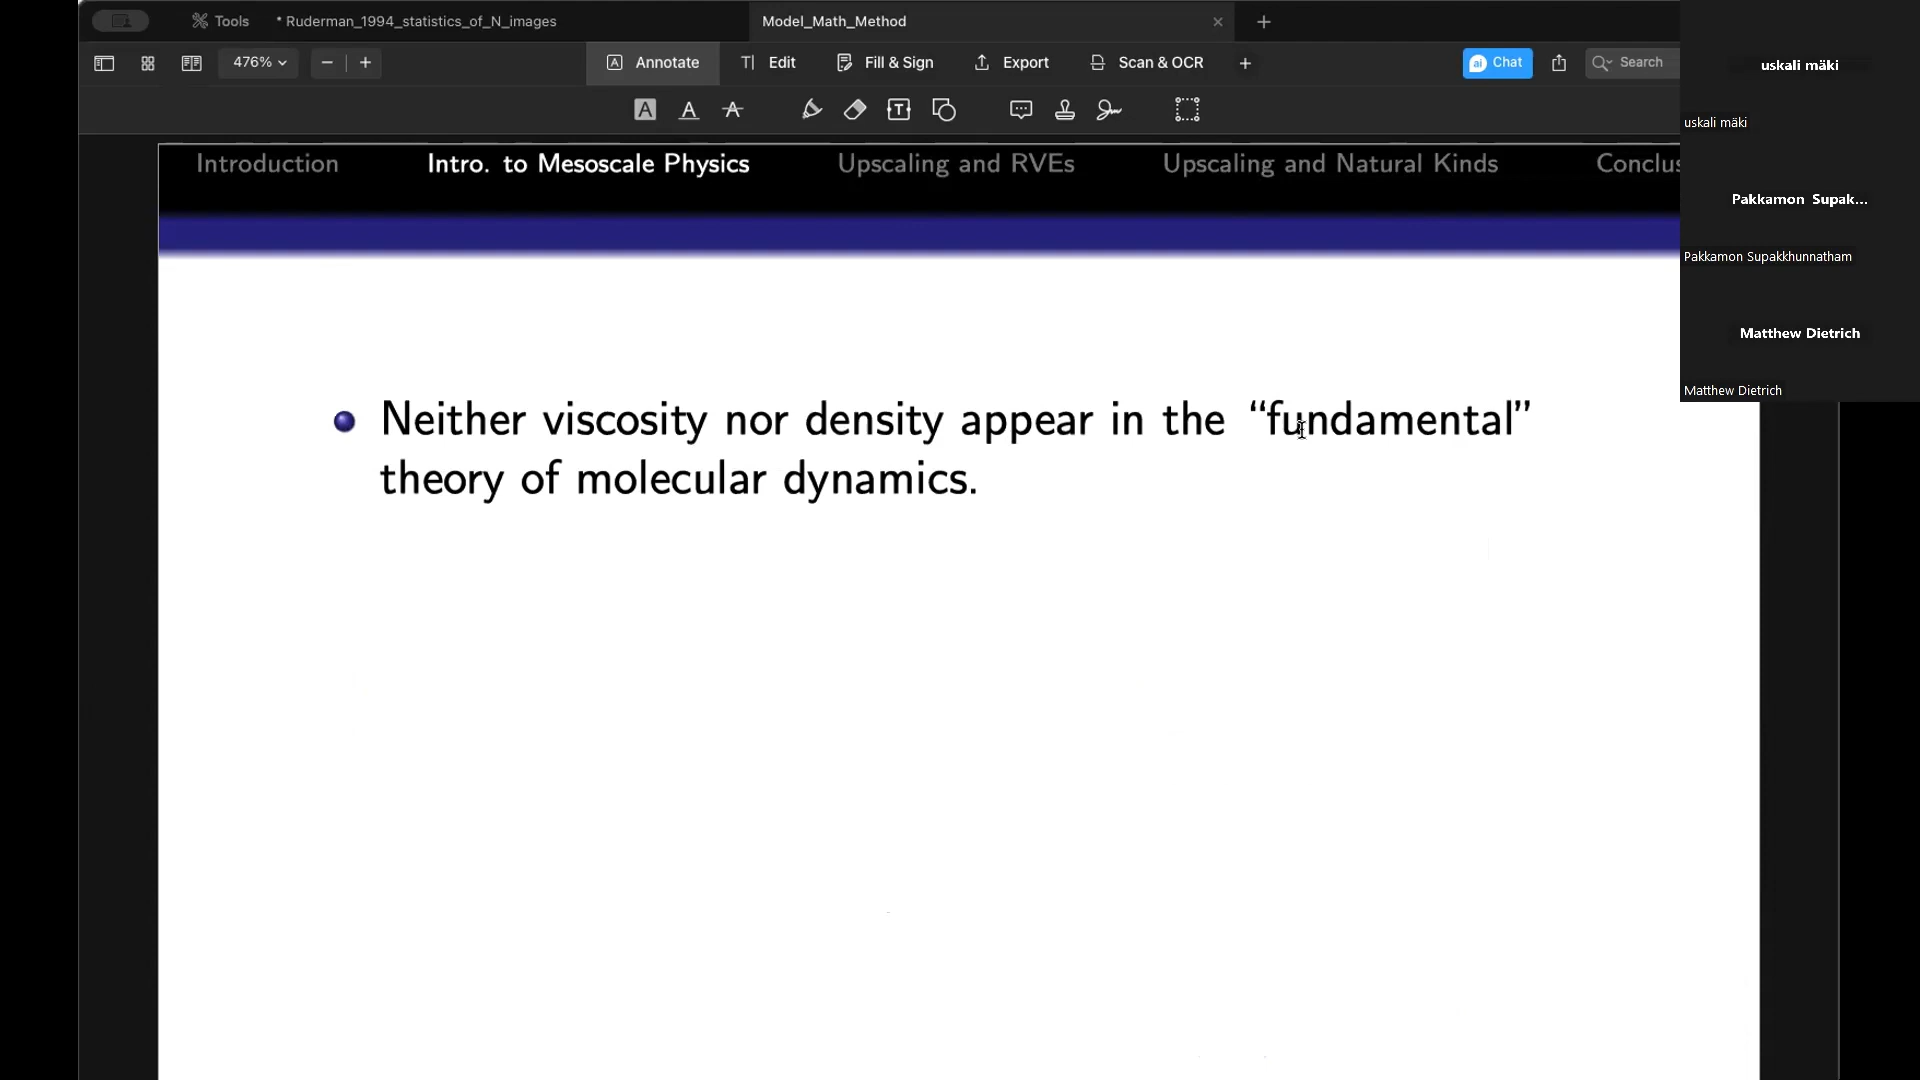 Tools
* Ruderman_1994_statistics_of_N_images
Model_Math_Method
476%
Annotate
Edit
Fill & Sign
Export
Scan & OCR
Chat
Search
Introduction
Intro. to Mesoscale Physics
Upscaling and RVEs
Upscaling and Natural Kinds
Conclus
Neither viscosity nor density appear in the “fundamental”
theory of molecular dynamics.
uskali mäki
uskali mäki
Pakkamon Supak...
Pakkamon Supakkhunnatham
Matthew Dietrich
Matthew Dietrich